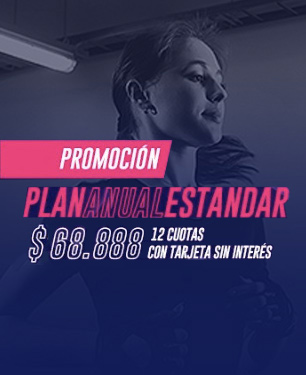 PROMOCIÓN
PLANANUALESTANDAR
$ 68.888 12 CUOTAS
CON TARJETA SIN INTERÉS